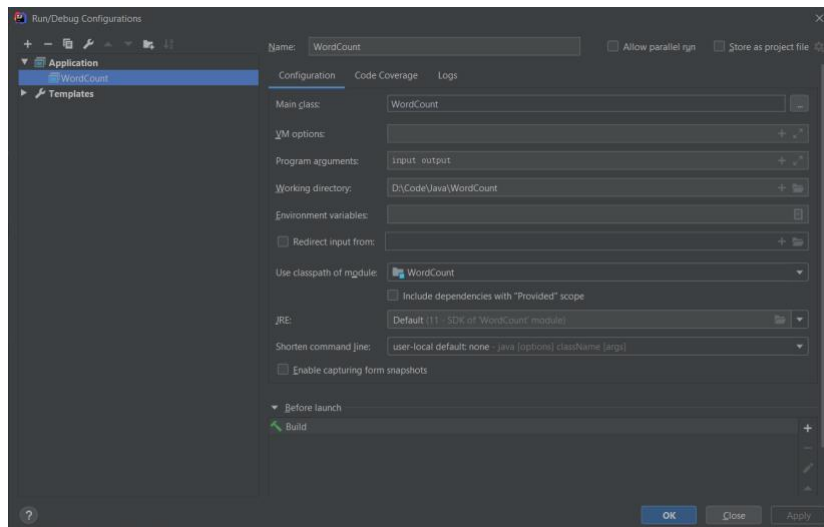 Run/Debug Configurations
Application
WordCount
Templates
Name: WordCount
Allow parallel run
Store as project file
Configuration Code Coverage Logs
Main class: WordCount
VM options:
Program arguments: input output
Working directory: D:\Code\Java\WordCount
Environment variables:
Redirect input from:
Use classpath of module: WordCount
Include dependencies with "Provided" scope
JRE: Default (11 - SDK of 'WordCount' module)
Shorten command line: user-local default: none - java [options] className [args]
Enable capturing form snapshots
Before launch
Build
? OK Close Apply